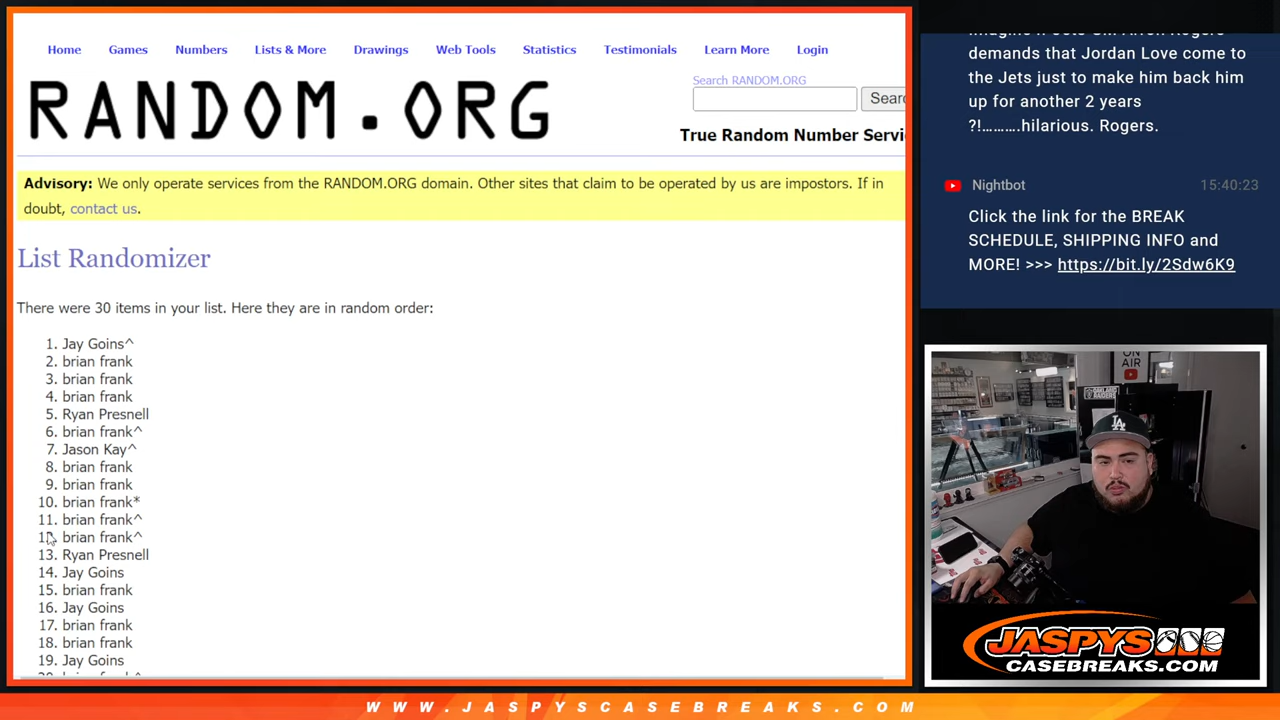 Home Games Numbers Lists & More Drawings Web Tools Statistics Testimonials Learn More Login
RANDOM.ORG
Search RANDOM.ORG
Sear
True Random Number Servi
Advisory: We only operate services from the RANDOM.ORG domain. Other sites that claim to be operated by us are impostors. If in
doubt, contact us.
List Randomizer
There were 30 items in your list. Here they are in random order:
1. Jay Goins^
2. brian frank
3. brian frank
4. brian frank
5. Ryan Presnell
6. brian frank^
7. Jason Kay^
8. brian frank
9. brian frank
10. brian frank*
11. brian frank^
12. brian frank^
13. Ryan Presnell
14. Jay Goins
15. brian frank
16. Jay Goins
17. brian frank
18. brian frank
19. Jay Goins
demands that Jordan Love come to
the Jets just to make him back him
up for another 2 years
?!..........hilarious. Rogers.
Nightbot 15:40:23
Click the link for the BREAK
SCHEDULE, SHIPPING INFO and
MORE! >>> https://bit.ly/2Sdw6K9
ON
AIR
LA
JASPYS
CASEBREAKS.COM
WWW.JASPYSCASEBREAKS.COM